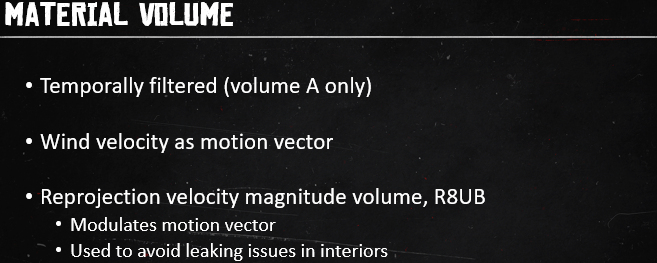 MATERIAL VOLUME
• Temporally filtered (volume A only)
• Wind velocity as motion vector
• Reprojection velocity magnitude volume, R8UB
• Modulates motion vector
• Used to avoid leaking issues in interiors